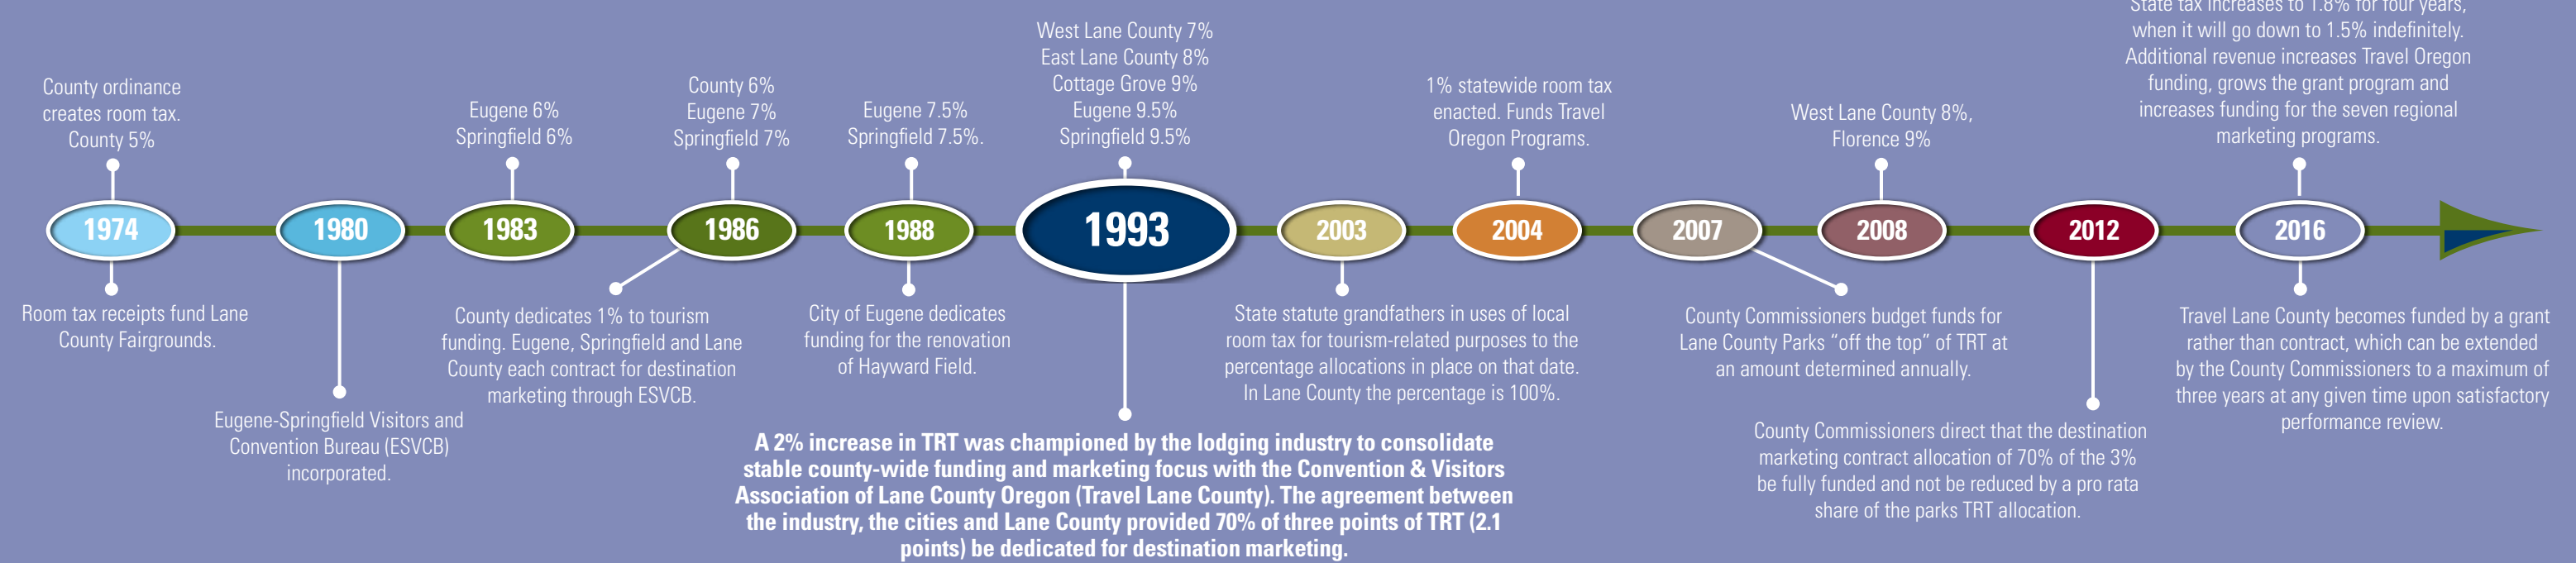 County ordinance
creates room tax.
County 5%
1974
Room tax receipts fund Lane
County Fairgrounds.
1980
Eugene-Springfield Visitors and
Convention Bureau (ESVCB)
incorporated.
Eugene 6%
Springfield 6%
1983
County 6%
Eugene 7%
Springfield 7%
1986
County dedicates 1% to tourism
funding. Eugene, Springfield and Lane
County each contract for destination
marketing through ESVCB.
Eugene 7.5%
Springfield 7.5%.
1988
City of Eugene dedicates
funding for the renovation
of Hayward Field.
West Lane County 7%
East Lane County 8%
Cottage Grove 9%
Eugene 9.5%
Springfield 9.5%
1993
A 2% increase in TRT was championed by the lodging industry to consolidate
stable county-wide funding and marketing focus with the Convention & Visitors
Association of Lane County Oregon (Travel Lane County). The agreement between
the industry, the cities and Lane County provided 70% of three points of TRT (2.1
points) be dedicated for destination marketing.
2003
State statute grandfathers in uses of local
room tax for tourism-related purposes to the
percentage allocations in place on that date.
In Lane County the percentage is 100%.
1% statewide room tax
enacted. Funds Travel
Oregon Programs.
2004
2007
County Commissioners budget funds for
Lane County Parks “off the top” of TRT at
an amount determined annually.
West Lane County 8%,
Florence 9%
2008
2012
County Commissioners direct that the destination
marketing contract allocation of 70% of the 3%
be fully funded and not be reduced by a pro rata
share of the parks TRT allocation.
State tax increases to 1.8% for four years,
when it will go down to 1.5% indefinitely.
Additional revenue increases Travel Oregon
funding, grows the grant program and
increases funding for the seven regional
marketing programs.
2016
Travel Lane County becomes funded by a grant
rather than contract, which can be extended
by the County Commissioners to a maximum of
three years at any given time upon satisfactory
performance review.